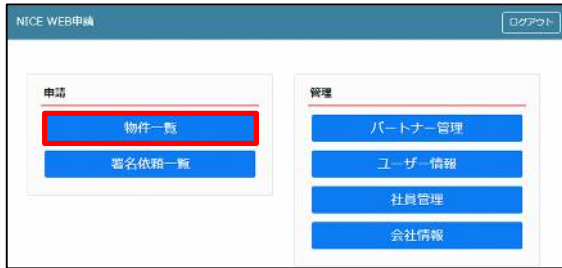 NICE WEB申請
ログアウト
申請
物件一覧
署名依頼一覧
管理
パートナー管理
ユーザー情報
社員管理
会社情報